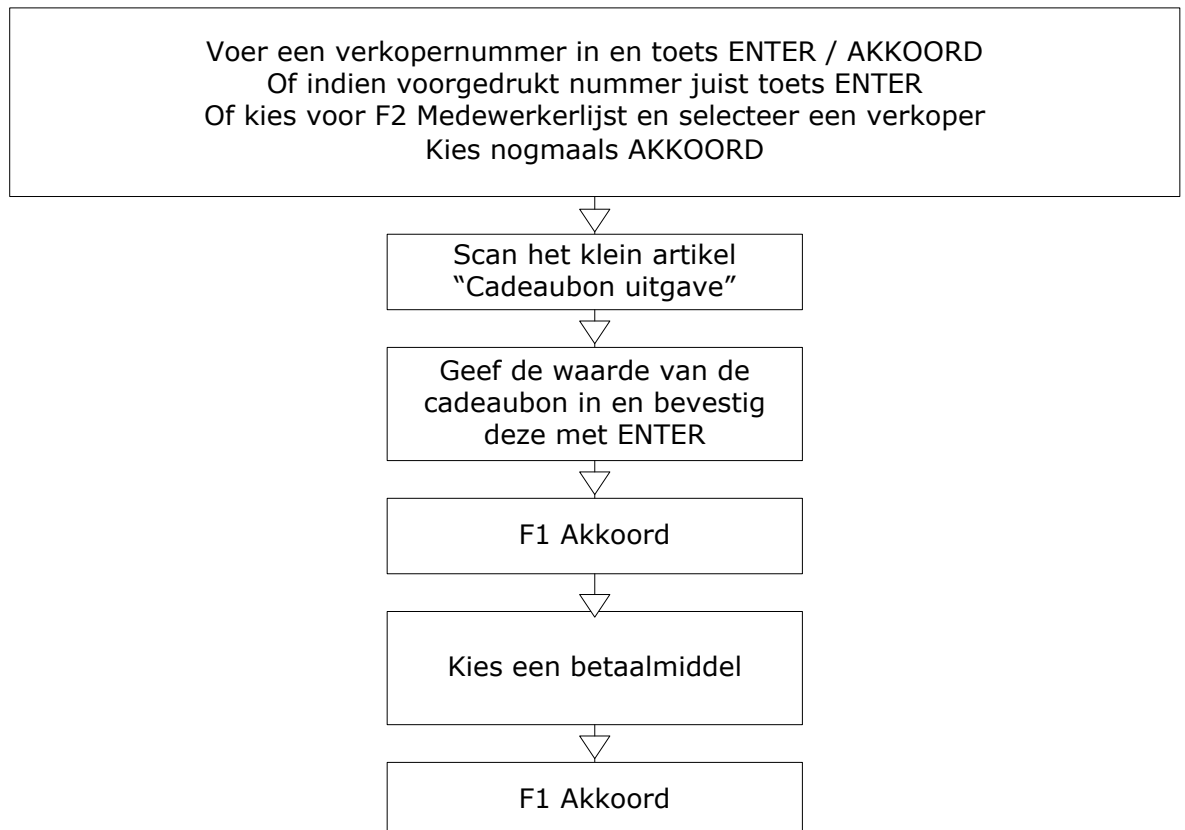 Voer een verkopernummer in en toets ENTER / AKKOORD
Of indien voorgedrukt nummer juist toets ENTER
Of kies voor F2 Medewerkerlijst en selecteer een verkoper
Kies nogmaals AKKOORD
Scan het klein artikel
“Cadeaubon uitgave”
Geef de waarde van de
cadeaubon in en bevestig
deze met ENTER
F1 Akkoord
Kies een betaalmiddel
F1 Akkoord